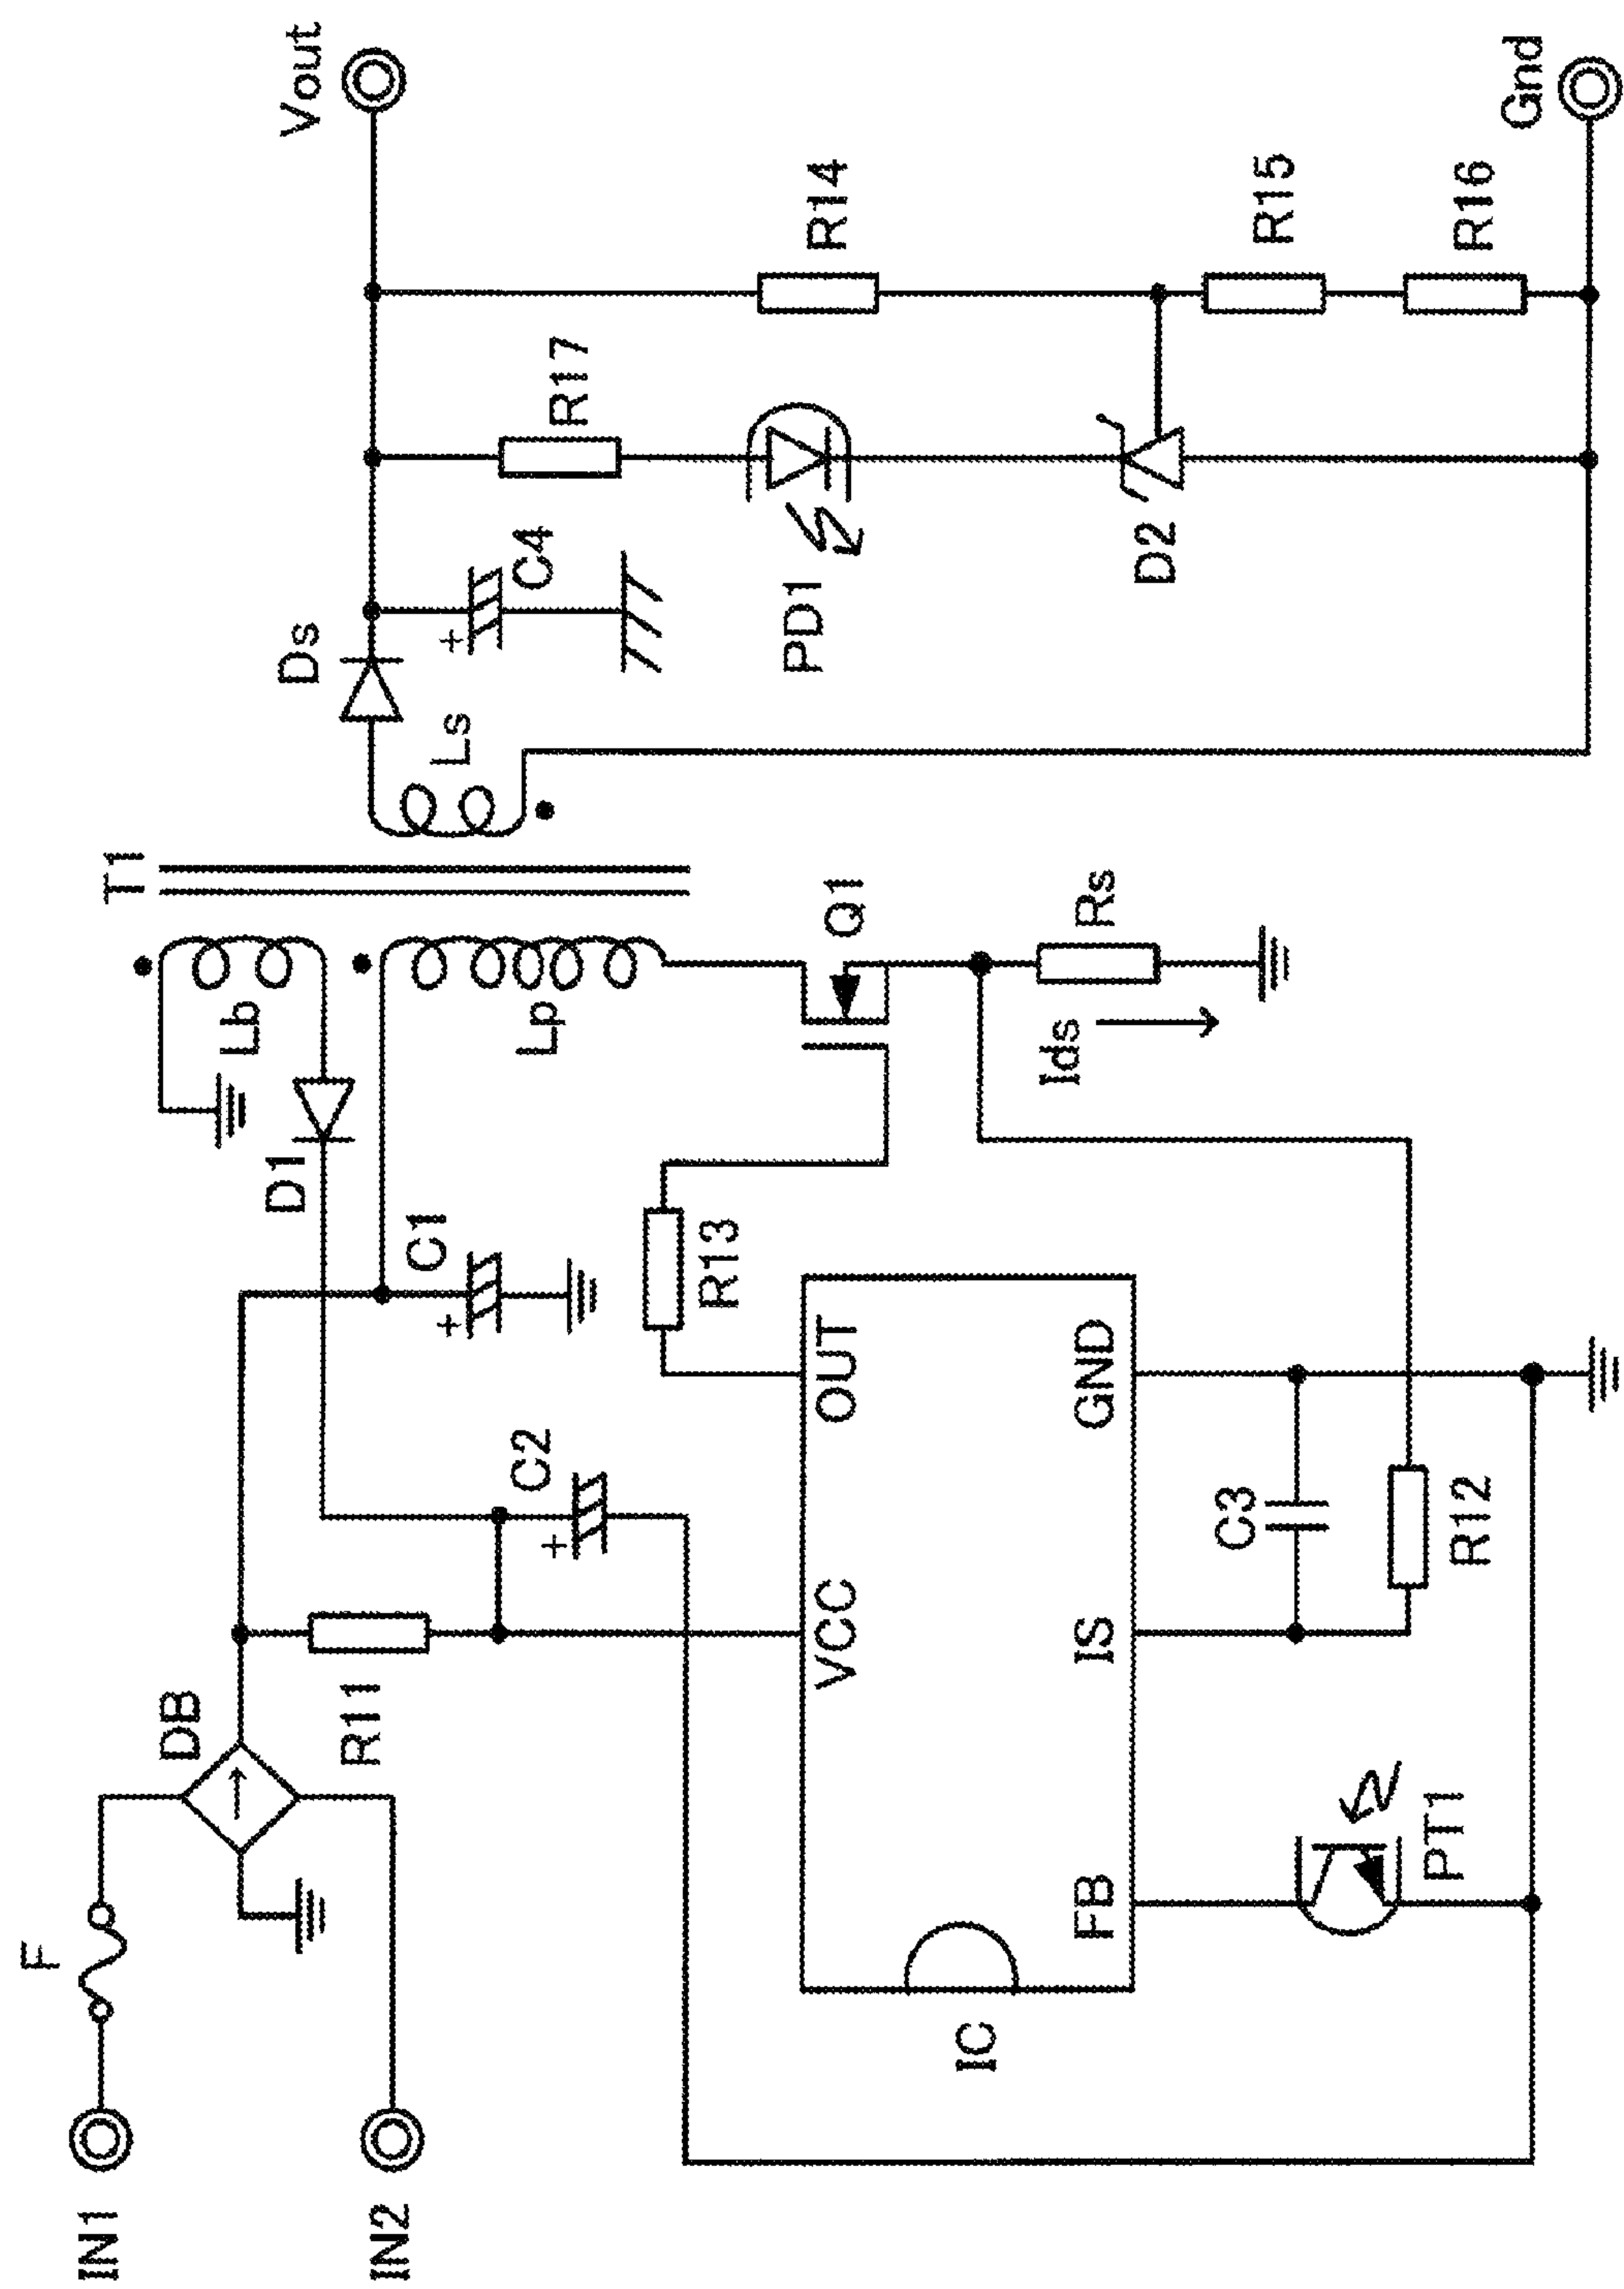 IN1
F
IN2
DB
R11
D1
C1
C2
Lb
Lp
T1
Ls
Ds
C4
R17
R14
Vout
PD1
D2
R15
R16
Gnd
IC
VCC
OUT
FB
IS
GND
R13
Q1
Ids
Rs
C3
R12
PT1
+
+
+